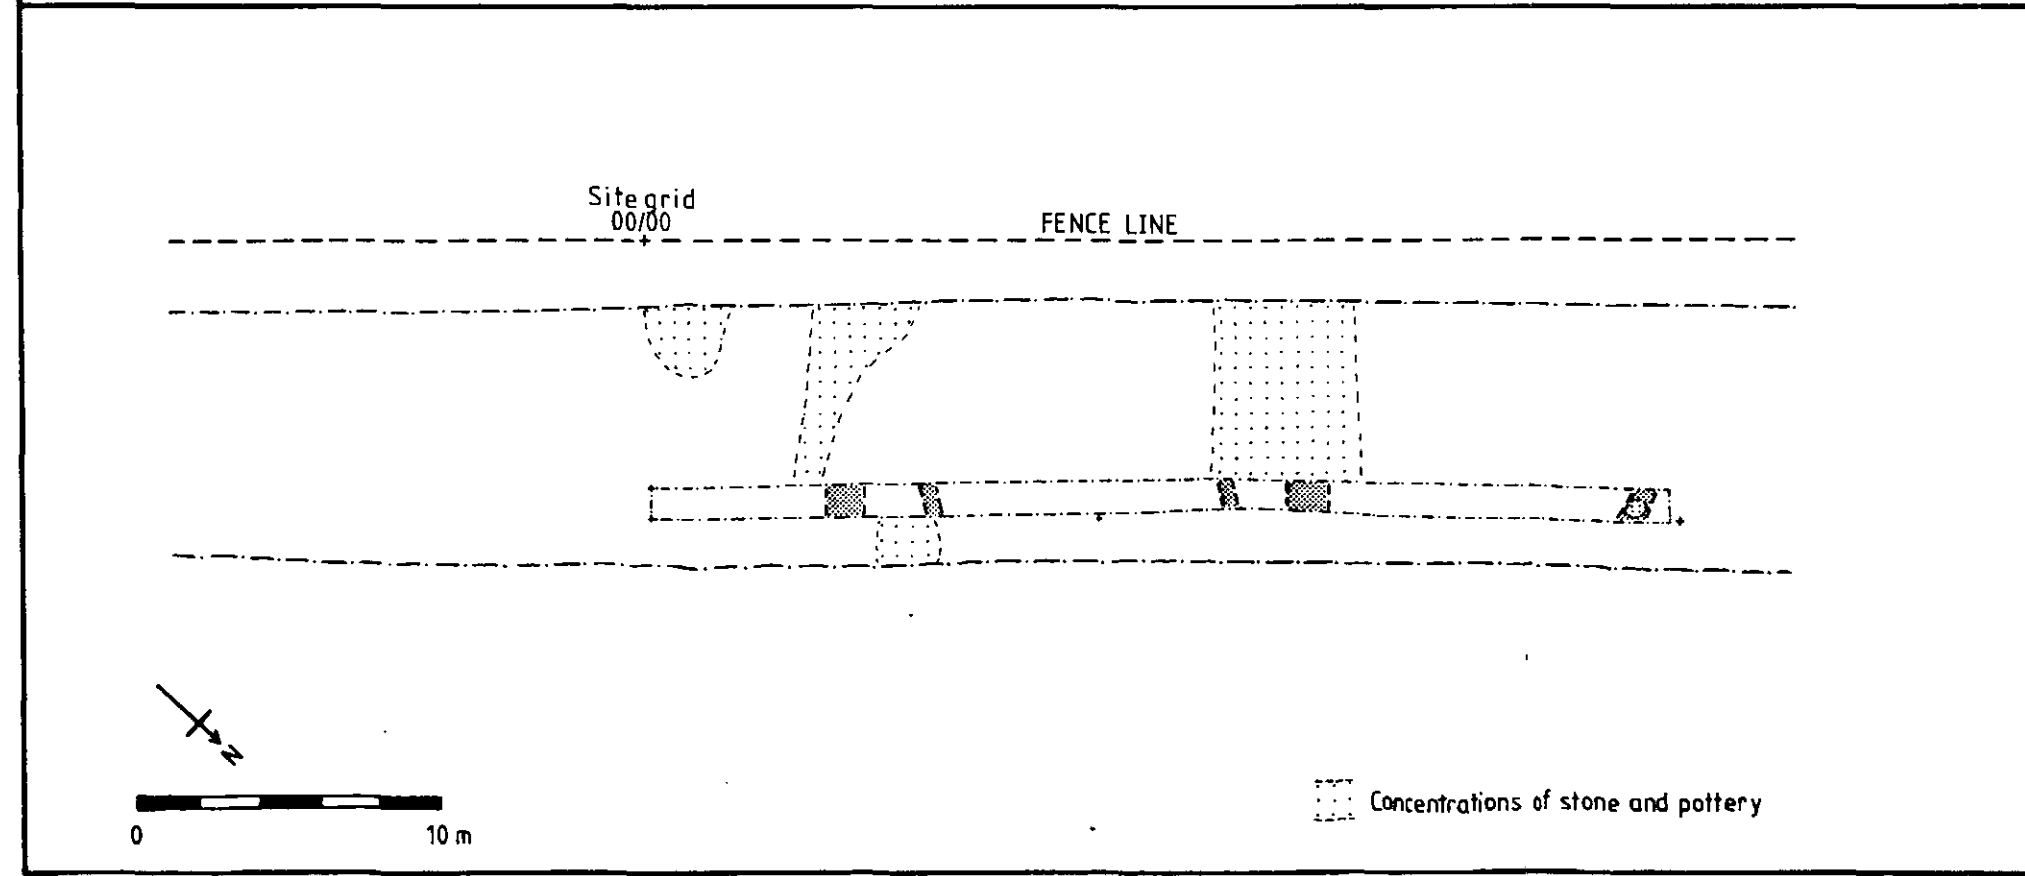 Site grid
00/00
FENCE LINE
N
0 10 m
Concentrations of stone and pottery